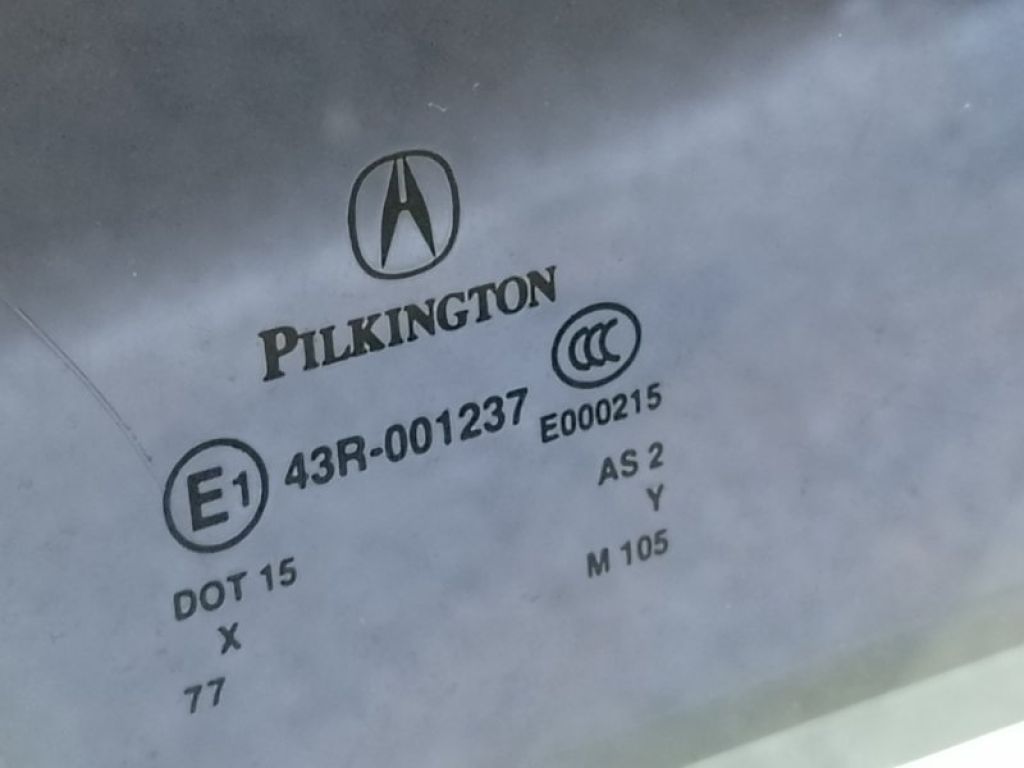 PILKINGTON
CCC
E1 43R-001237
E000215
AS 2
Y
M 105
DOT 15
X
77